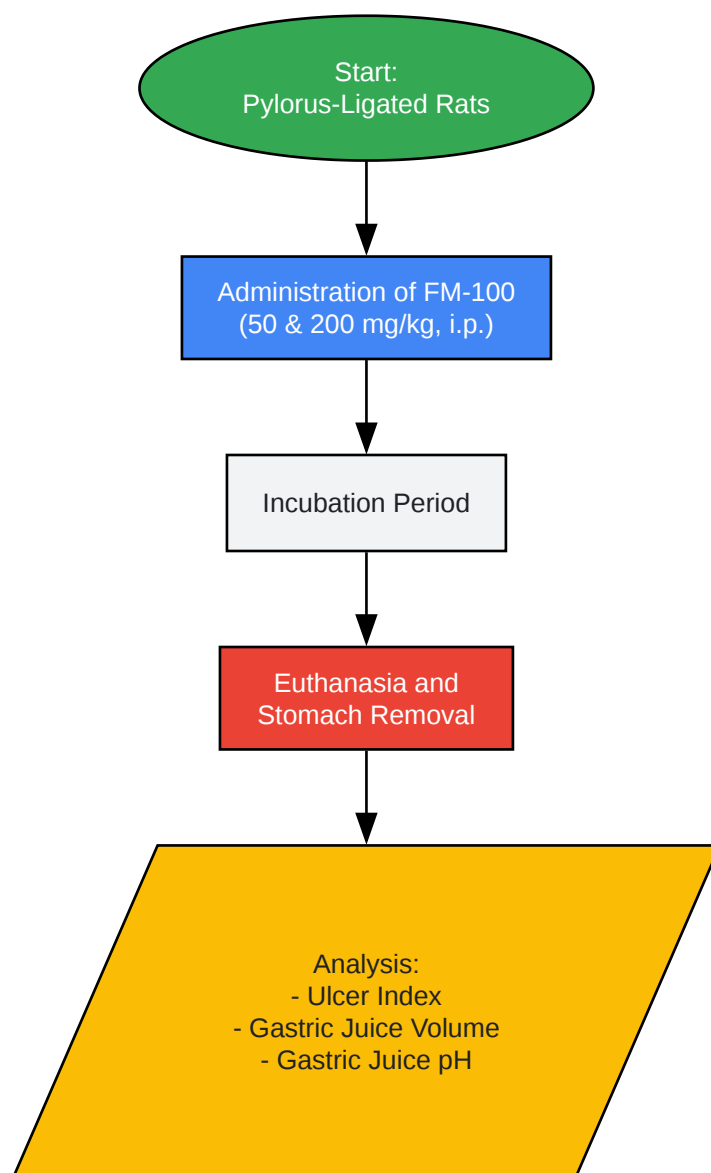 Start:
Pylorus-Ligated Rats
Administration of FM-100
(50 & 200 mg/kg, i.p.)
Incubation Period
Euthanasia and
Stomach Removal
Analysis:
- Ulcer Index
- Gastric Juice Volume
- Gastric Juice pH